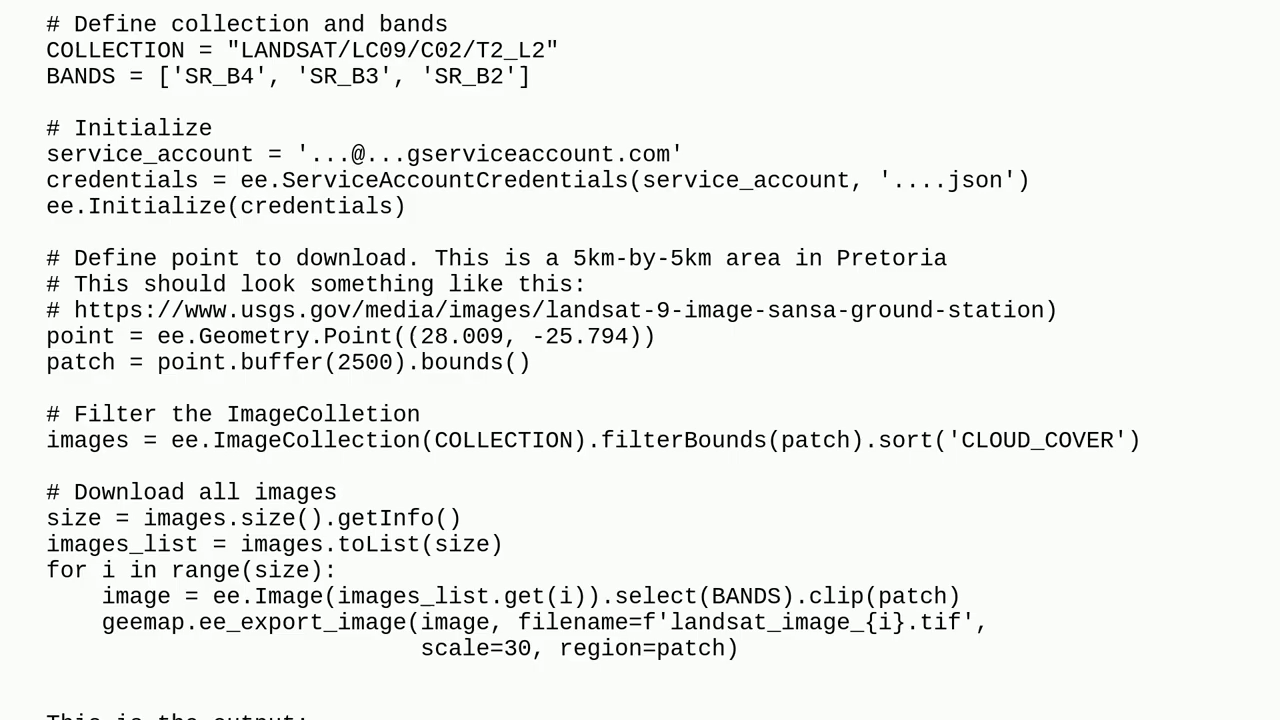 # Define collection and bands
COLLECTION = "LANDSAT/LC09/C02/T2_L2"
BANDS = ['SR_B4', 'SR_B3', 'SR_B2']

# Initialize
service_account = '...@...gserviceaccount.com'
credentials = ee.ServiceAccountCredentials(service_account, '....json')
ee.Initialize(credentials)

# Define point to download. This is a 5km-by-5km area in Pretoria
# This should look something like this:
# https://www.usgs.gov/media/images/landsat-9-image-sansa-ground-station)
point = ee.Geometry.Point((28.009, -25.794))
patch = point.buffer(2500).bounds()

# Filter the ImageColletion
images = ee.ImageCollection(COLLECTION).filterBounds(patch).sort('CLOUD_COVER')

# Download all images
size = images.size().getInfo()
images_list = images.toList(size)
for i in range(size):
    image = ee.Image(images_list.get(i)).select(BANDS).clip(patch)
    geemap.ee_export_image(image, filename=f'landsat_image_{i}.tif',
                           scale=30, region=patch)

This is the output: